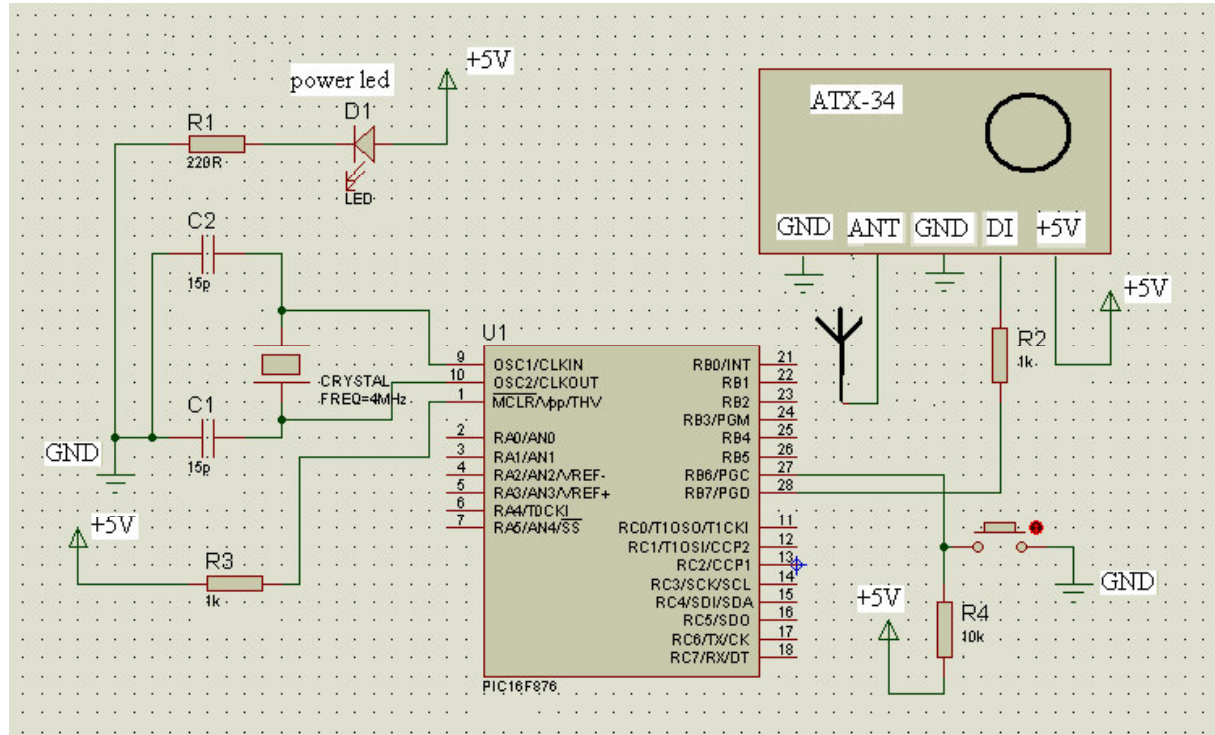 +5V
power led
D1
R1
220R
LED
ATX-34
GND ANT GND DI +5V
C2
15p
+5V
U1
R2
1k
9 OSC1/CLKIN RB0/INT 21
10 OSC2/CLKOUT RB1 22
1 MCLR/Vpp/THV RB2 23
RB3/PGM 24
2 RA0/AN0 RB4 25
3 RA1/AN1 RB5 26
4 RA2/AN2/VREF- RB6/PGC 27
5 RA3/AN3/VREF+ RB7/PGD 28
6 RA4/T0CKI
7 RA5/AN4/SS RC0/T1OSO/T1CKI 11
RC1/T1OSI/CCP2 12
RC2/CCP1 13
RC3/SCK/SCL 14
RC4/SDI/SDA 15
RC5/SDO 16
RC6/TX/CK 17
RC7/RX/DT 18
PIC16F876
CRYSTAL
FREQ=4MHz
C1
15p
GND
+5V
R3
1k
GND
+5V
R4
10k